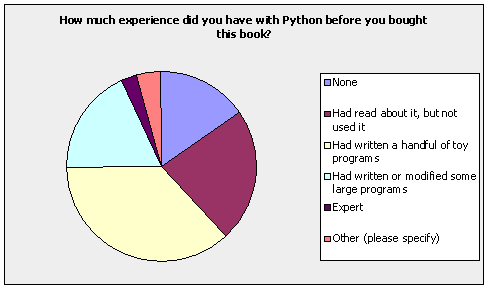 How much experience did you have with Python before you bought
this book?
None
Had read about it, but not
used it
Had written a handful of toy
programs
Had written or modified some
large programs
Expert
Other (please specify)